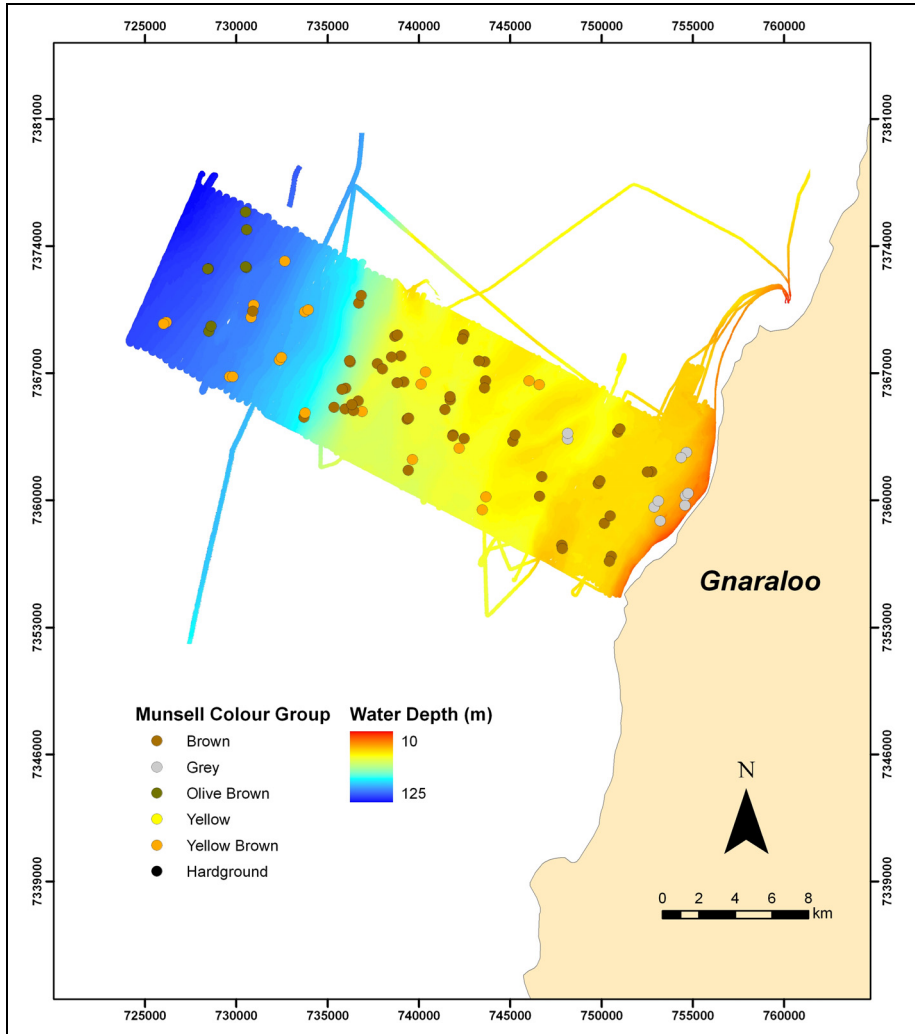 725000 730000 735000 740000 745000 750000 755000 760000
7381000 7381000
7374000 7374000
7367000 7367000
7360000 7360000
Gnaraloo
7353000 7353000
Munsell Colour Group Water Depth (m)
Brown 10
Grey
Olive Brown 125
Yellow
Yellow Brown
Hardground
7346000 7346000
N
7339000 7339000
0 2 4 6 8
km
725000 730000 735000 740000 745000 750000 755000 760000